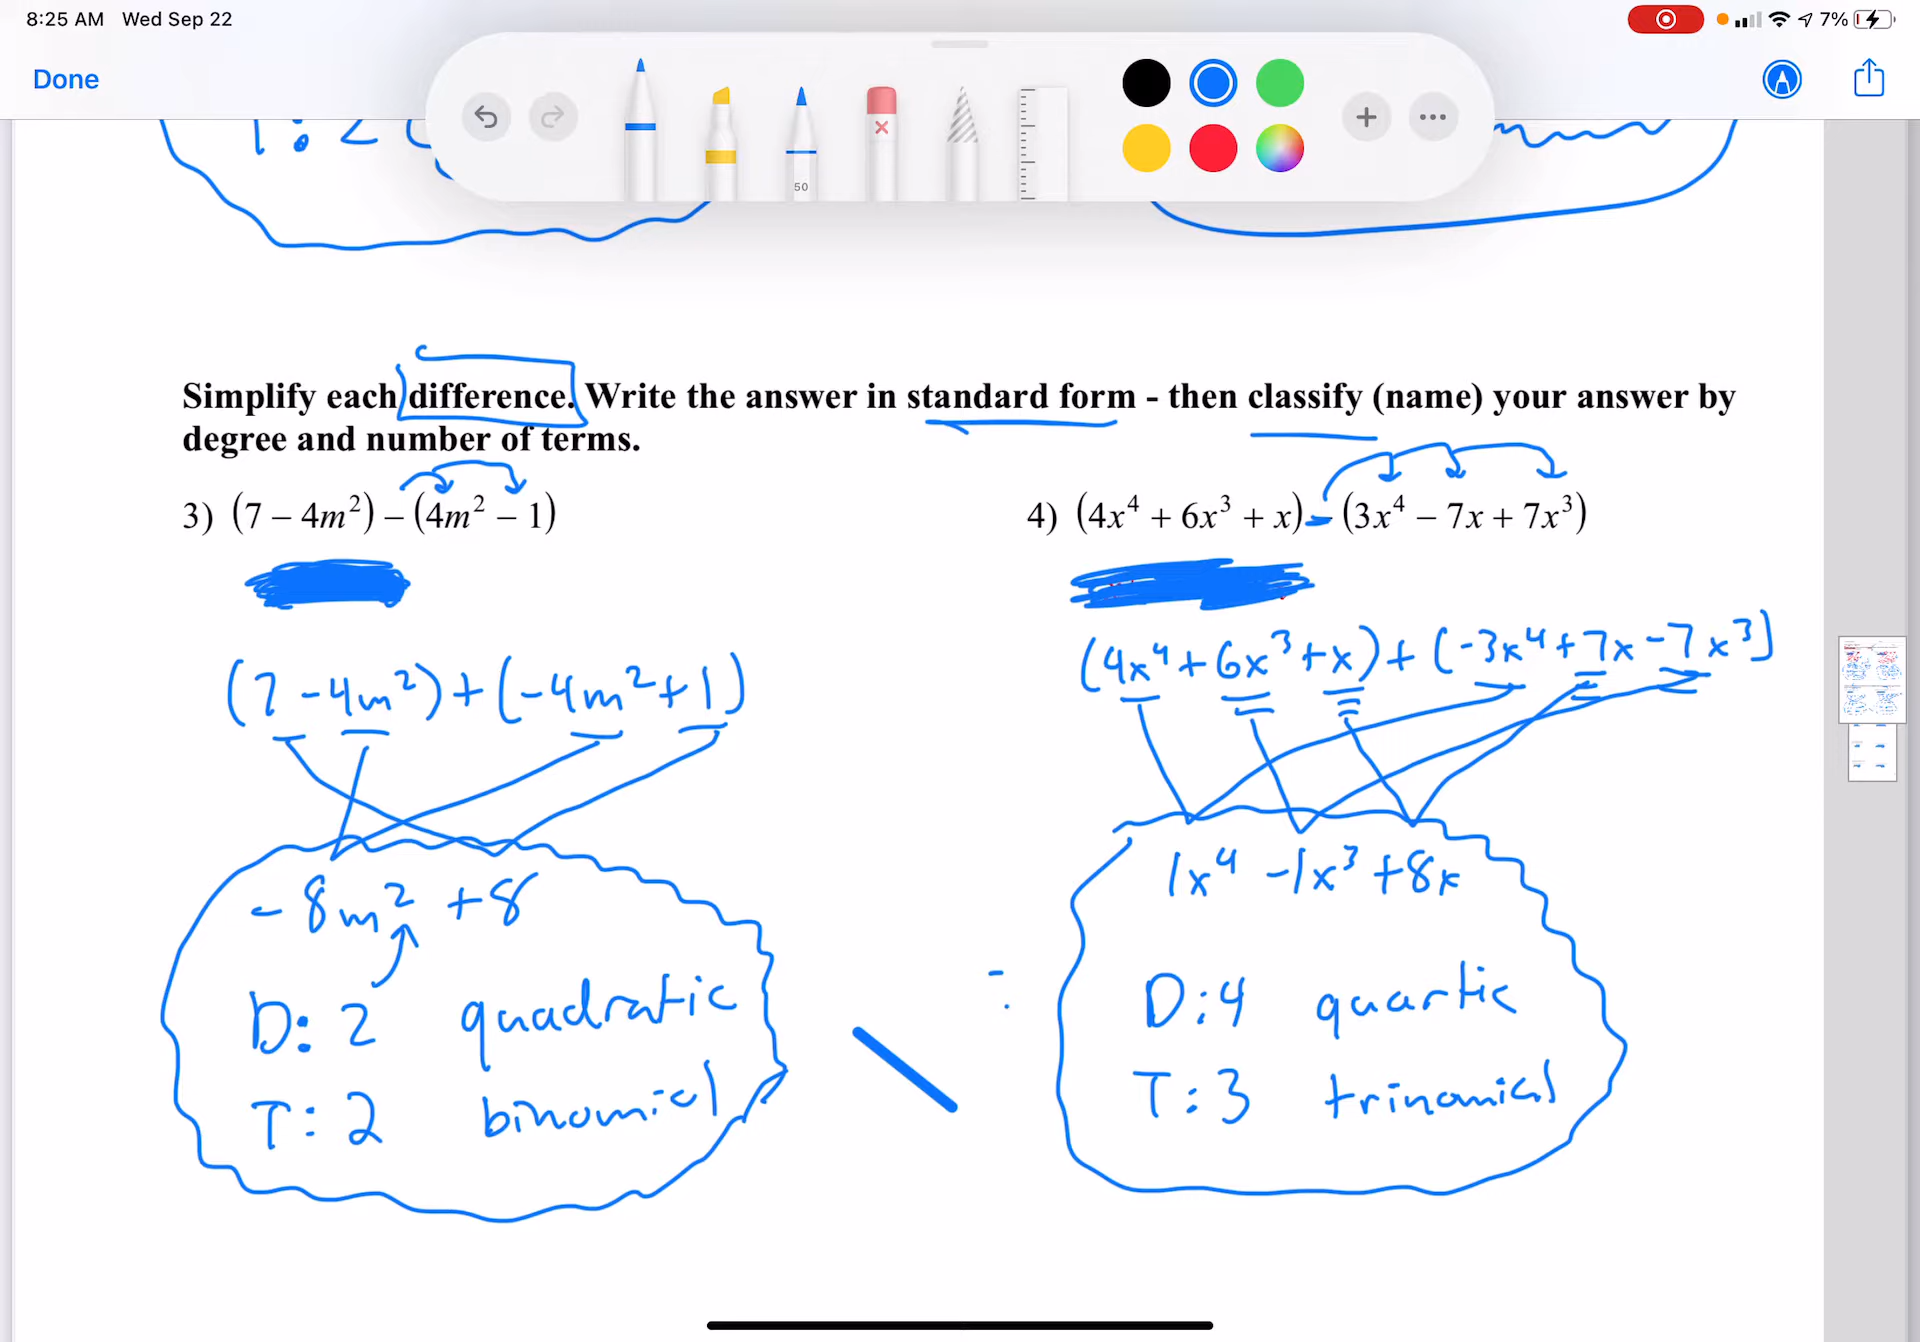 8:25 AM Wed Sep 22
7%
Done
50
T: 2
Simplify each difference. Write the answer in standard form - then classify (name) your answer by
degree and number of terms.
3) (7 – 4m²) – (4m² – 1)
4) (4x⁴ + 6x³ + x) – (3x⁴ – 7x + 7x³)
(7 - 4m²) + (-4m² + 1)
(4x⁴ + 6x³ + x) + (-3x⁴ + 7x - 7x³]
- 8m² + 8
1x⁴ - 1x³ + 8x
D: 2 quadratic
D: 4 quartic
T: 2 binomial
T: 3 trinomial